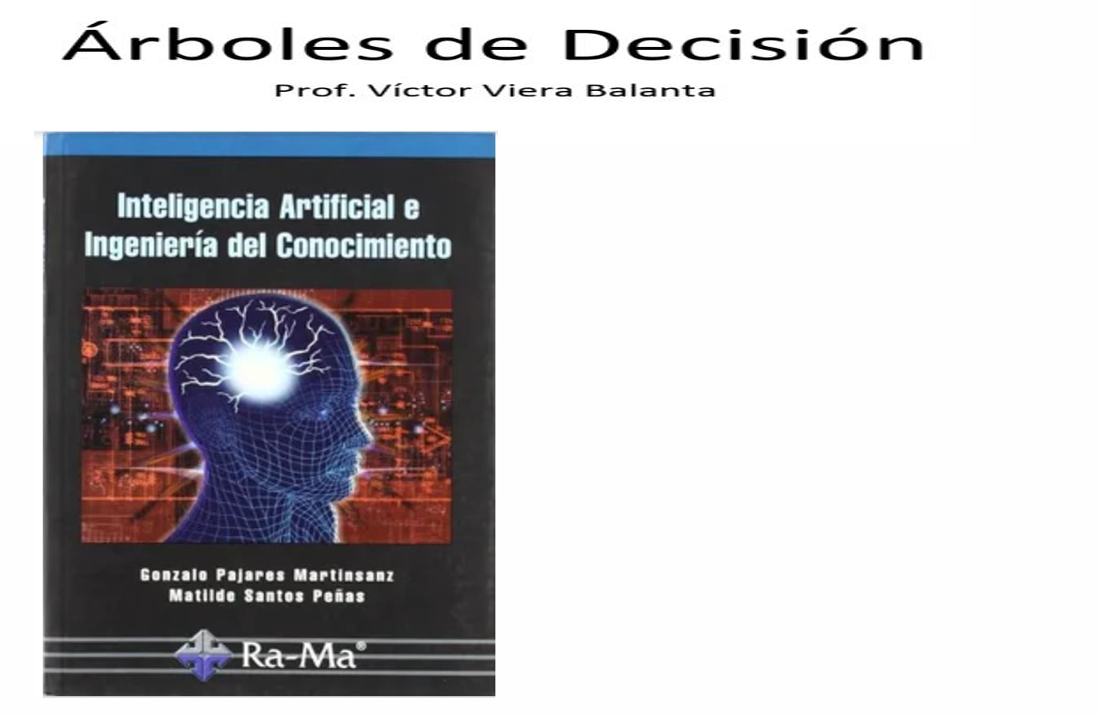 Árboles de Decisión
Prof. Víctor Viera Balanta
Inteligencia Artificial e
Ingeniería del Conocimiento
Gonzalo Pajares Martinsanz
Matilde Santos Peñas
Ra-Ma®